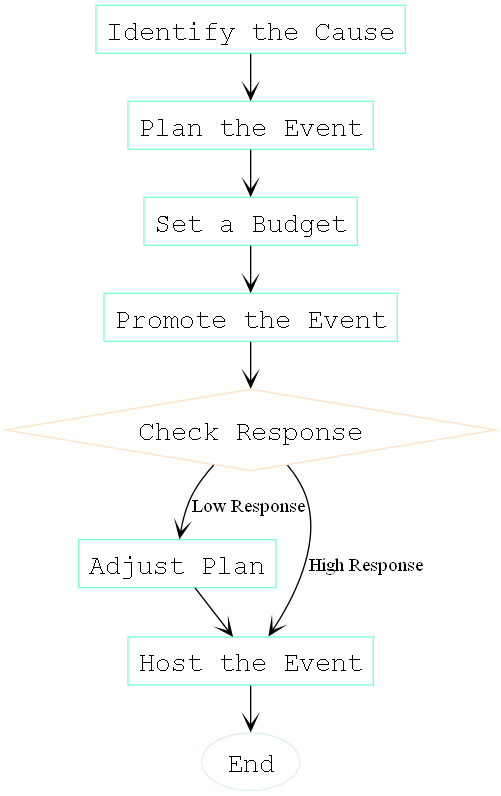 Identify the Cause
Plan the Event
Set a Budget
Promote the Event
Check Response
Low Response
High Response
Adjust Plan
Host the Event
End